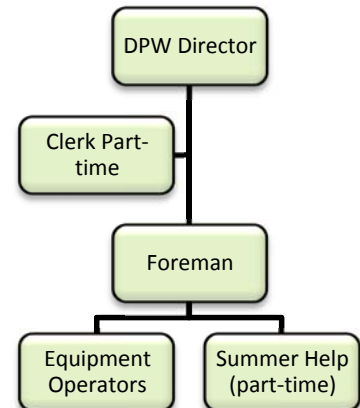 DPW Director
Clerk Part-
time
Foreman
Equipment
Operators
Summer Help
(part-time)